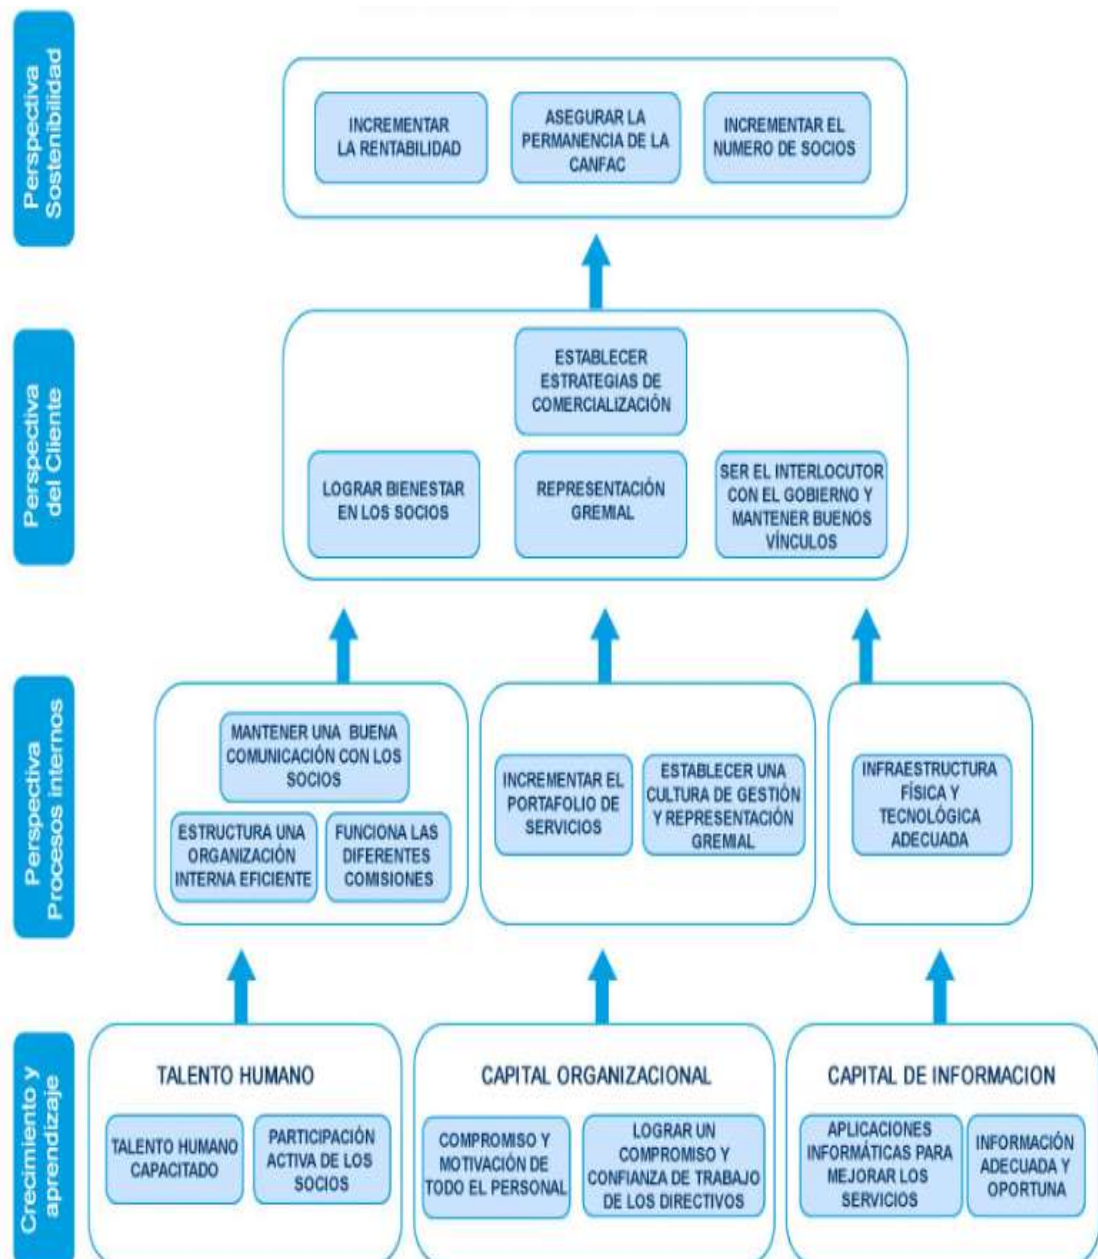 Perspectiva
Sostenibilidad
INCREMENTAR
LA RENTABILIDAD
ASEGURAR LA
PERMANENCIA DE LA
CANFAC
INCREMENTAR EL
NUMERO DE SOCIOS
Perspectiva
del Cliente
ESTABLECER
ESTRATEGIAS DE
COMERCIALIZACIÓN
LOGRAR BIENESTAR
EN LOS SOCIOS
REPRESENTACIÓN
GREMIAL
SER EL INTERLOCUTOR
CON EL GOBIERNO Y
MANTENER BUENOS
VÍNCULOS
Perspectiva
Procesos internos
MANTENER UNA BUENA
COMUNICACIÓN CON LOS
SOCIOS
ESTRUCTURA UNA
ORGANIZACIÓN
INTERNA EFICIENTE
FUNCIONA LAS
DIFERENTES
COMISIONES
INCREMENTAR EL
PORTAFOLIO DE
SERVICIOS
ESTABLECER UNA
CULTURA DE GESTIÓN
Y REPRESENTACIÓN
GREMIAL
INFRAESTRUCTURA
FÍSICA Y
TECNOLÓGICA
ADECUADA
Crecimiento y
aprendizaje
TALENTO HUMANO
TALENTO HUMANO
CAPACITADO
PARTICIPACIÓN
ACTIVA DE LOS
SOCIOS
CAPITAL ORGANIZACIONAL
COMPROMISO Y
MOTIVACIÓN DE
TODO EL PERSONAL
LOGRAR UN
COMPROMISO Y
CONFIANZA DE TRABAJO
DE LOS DIRECTIVOS
CAPITAL DE INFORMACION
APLICACIONES
INFORMÁTICAS PARA
MEJORAR LOS
SERVICIOS
INFORMACIÓN
ADECUADA Y
OPORTUNA